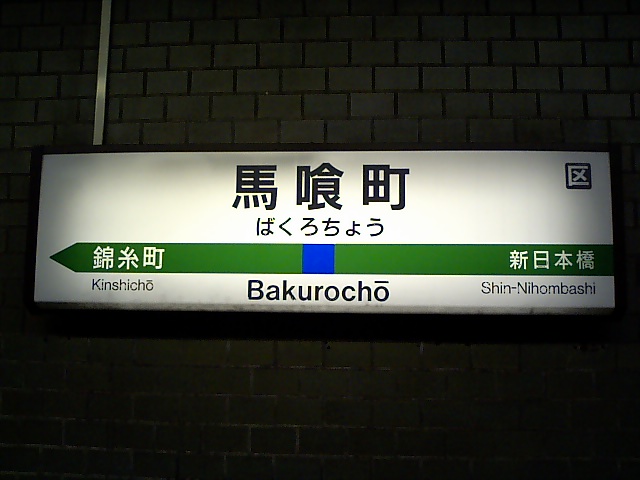 馬喰町
区
ばくろちょう
錦糸町
新日本橋
Kinshichō
Bakurochō
Shin-Nihombashi